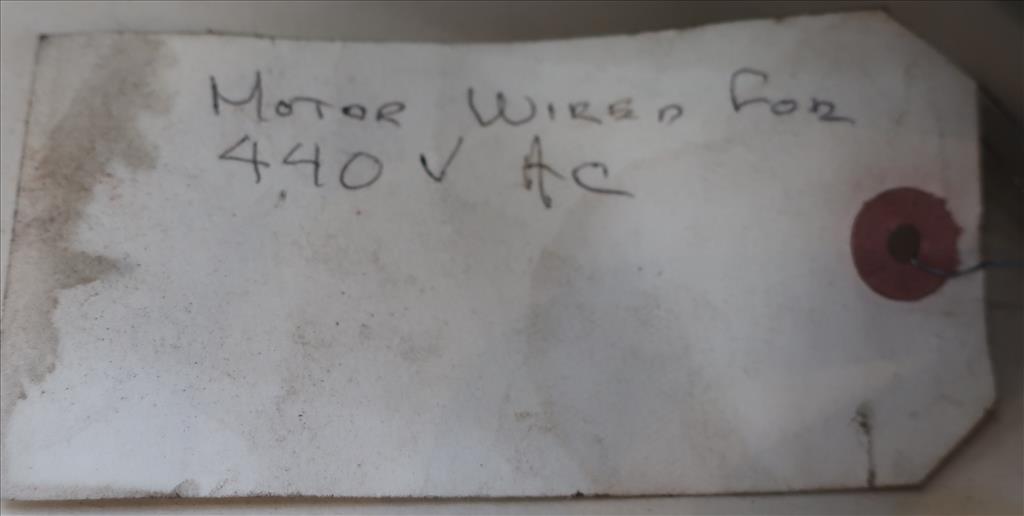 MOTOR WIRED FOR
440 V AC